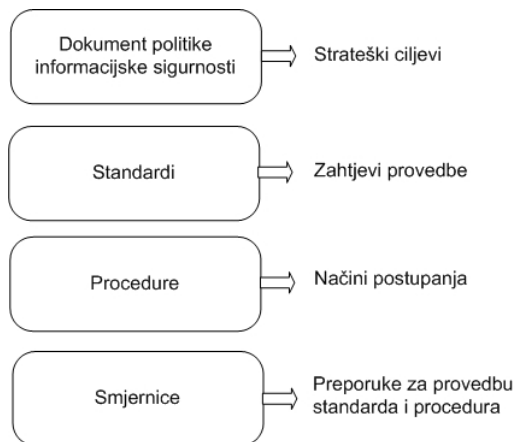 Dokument politike
informacijske sigurnosti
Strateški ciljevi
Standardi
Zahtjevi provedbe
Procedure
Načini postupanja
Smjernice
Preporuke za provedbu
standarda i procedura